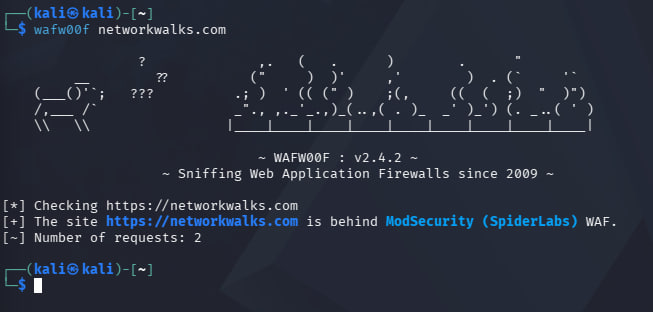 ┌──(kali㉿kali)-[~]
└─$ wafw00f networkwalks.com
~ WAFW00F : v2.4.2 ~
~ Sniffing Web Application Firewalls since 2009 ~
[*] Checking https://networkwalks.com
[+] The site https://networkwalks.com is behind ModSecurity (SpiderLabs) WAF.
[~] Number of requests: 2
┌──(kali㉿kali)-[~]
└─$